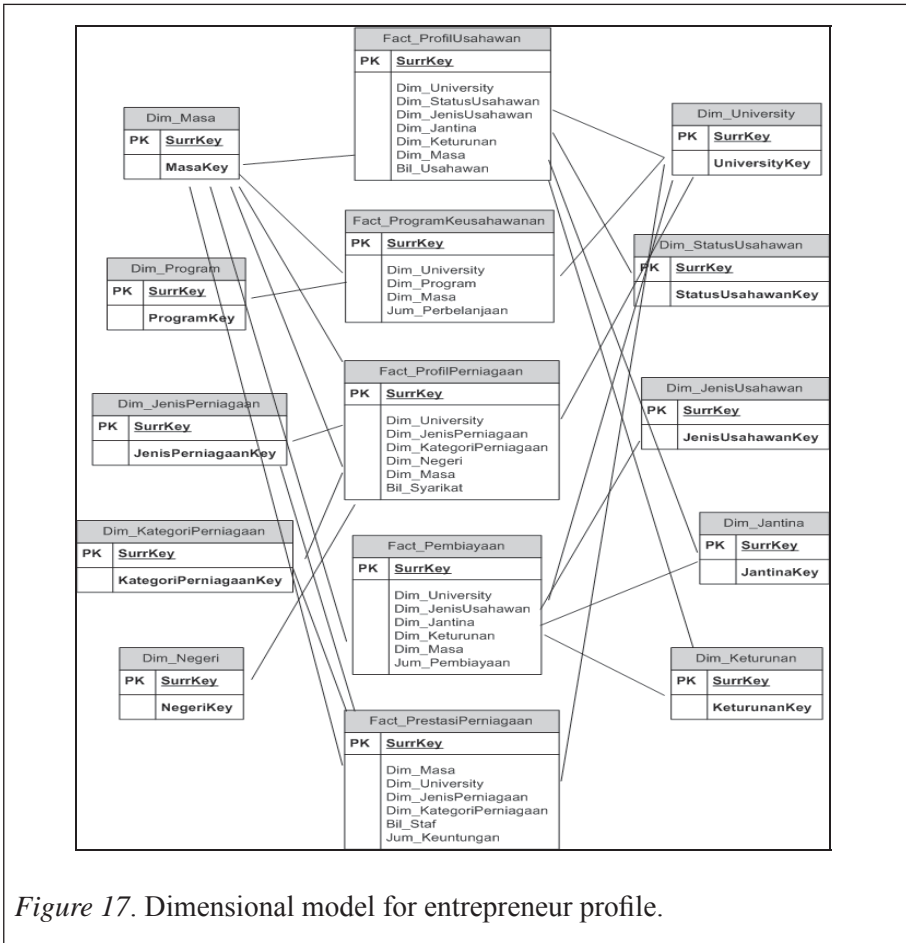 Fact_ProfilUsahawan
PK SurrKey
Dim_University
Dim_StatusUsahawan
Dim_JenisUsahawan
Dim_Jantina
Dim_Keturunan
Dim_Masa
Bil_Usahawan
Dim_Masa
PK SurrKey
MasaKey
Dim_University
PK SurrKey
UniversityKey
Fact_ProgramKeusahawanan
PK SurrKey
Dim_University
Dim_Program
Dim_Masa
Jum_Perbelanjaan
Dim_Program
PK SurrKey
ProgramKey
Dim_StatusUsahawan
PK SurrKey
StatusUsahawanKey
Fact_ProfilPerniagaan
PK SurrKey
Dim_University
Dim_JenisPerniagaan
Dim_KategoriPerniagaan
Dim_Negeri
Dim_Masa
Bil_Syarikat
Dim_JenisPerniagaan
PK SurrKey
JenisPerniagaanKey
Dim_JenisUsahawan
PK SurrKey
JenisUsahawanKey
Dim_KategoriPerniagaan
PK SurrKey
KategoriPerniagaanKey
Fact_Pembiayaan
PK SurrKey
Dim_University
Dim_JenisUsahawan
Dim_Jantina
Dim_Keturunan
Dim_Masa
Jum_Pembiayaan
Dim_Jantina
PK SurrKey
JantinaKey
Dim_Negeri
PK SurrKey
NegeriKey
Dim_Keturunan
PK SurrKey
KeturunanKey
Fact_PrestasiPerniagaan
PK SurrKey
Dim_Masa
Dim_University
Dim_JenisPerniagaan
Dim_KategoriPerniagaan
Bil_Staf
Jum_Keuntungan
Figure 17. Dimensional model for entrepreneur profile.